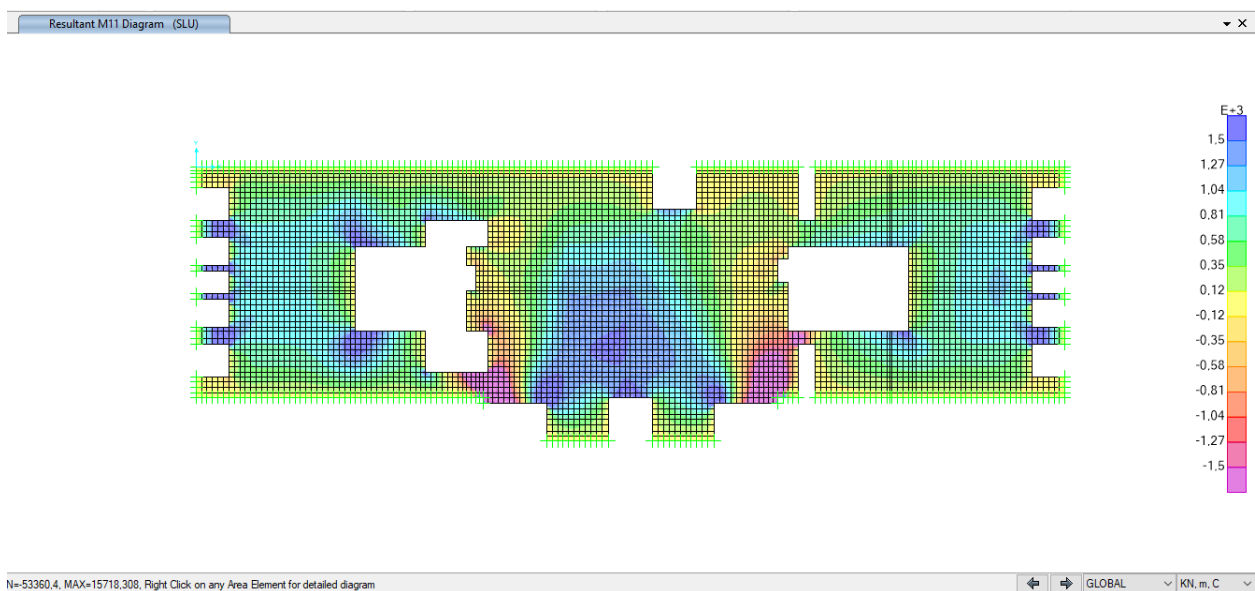 Resultant M11 Diagram (SLU)
E+3
1.5
1,27
1.04
0.81
0.58
0.35
0.12
-0.12
-0.35
-0.58
-0.81
-1.04
-1,27
-1.5
N=-53360,4, MAX=15718,308, Right Click on any Area Element for detailed diagram
GLOBAL
KN, m, C